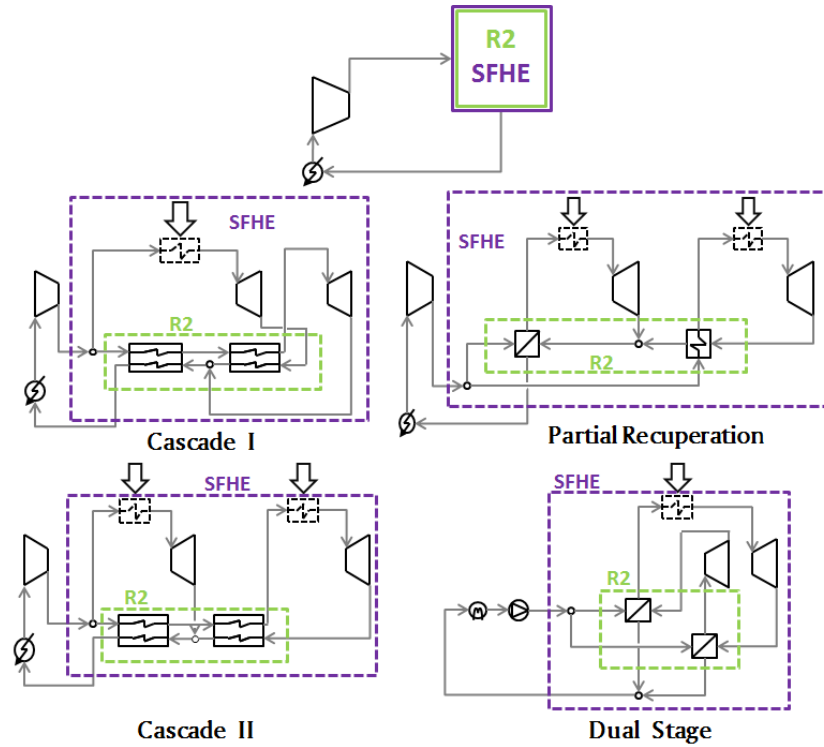 R2
SFHE
SFHE
R2
Cascade I
SFHE
R2
Partial Recuperation
SFHE
R2
Cascade II
SFHE
R2
Dual Stage